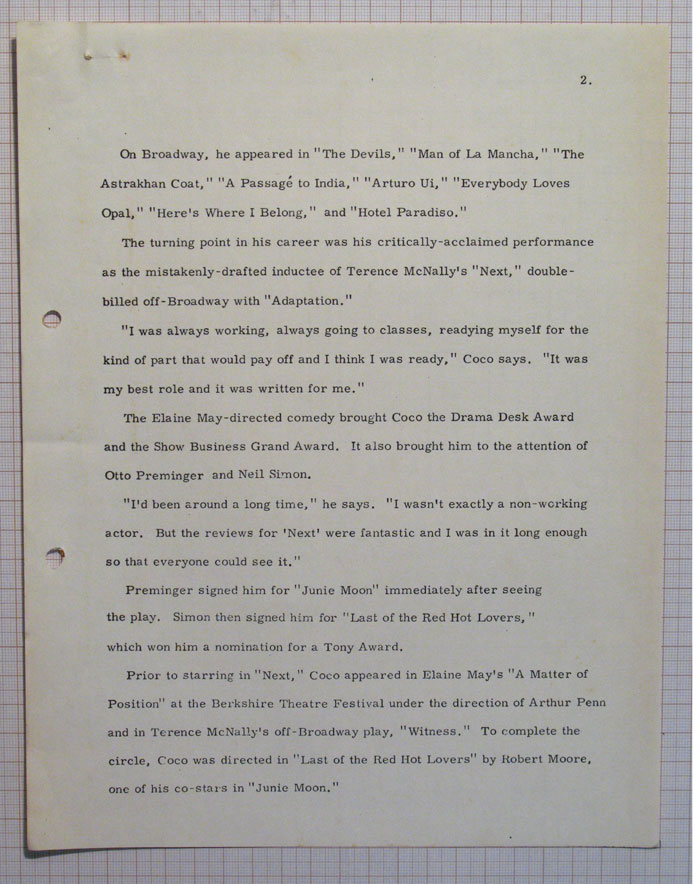 2.
On Broadway, he appeared in "The Devils," "Man of La Mancha," "The
Astrakhan Coat," "A Passage to India," "Arturo Ui," "Everybody Loves
Opal," "Here's Where I Belong," and "Hotel Paradiso."
The turning point in his career was his critically-acclaimed performance
as the mistakenly-drafted inductee of Terence McNally's "Next," double-
billed off-Broadway with "Adaptation."
"I was always working, always going to classes, readying myself for the
kind of part that would pay off and I think I was ready," Coco says. "It was
my best role and it was written for me."
The Elaine May-directed comedy brought Coco the Drama Desk Award
and the Show Business Grand Award. It also brought him to the attention of
Otto Preminger and Neil Simon.
"I'd been around a long time," he says. "I wasn't exactly a non-working
actor. But the reviews for 'Next' were fantastic and I was in it long enough
so that everyone could see it."
Preminger signed him for "Junie Moon" immediately after seeing
the play. Simon then signed him for "Last of the Red Hot Lovers,"
which won him a nomination for a Tony Award.
Prior to starring in "Next," Coco appeared in Elaine May's "A Matter of
Position" at the Berkshire Theatre Festival under the direction of Arthur Penn
and in Terence McNally's off-Broadway play, "Witness." To complete the
circle, Coco was directed in "Last of the Red Hot Lovers" by Robert Moore,
one of his co-stars in "Junie Moon."